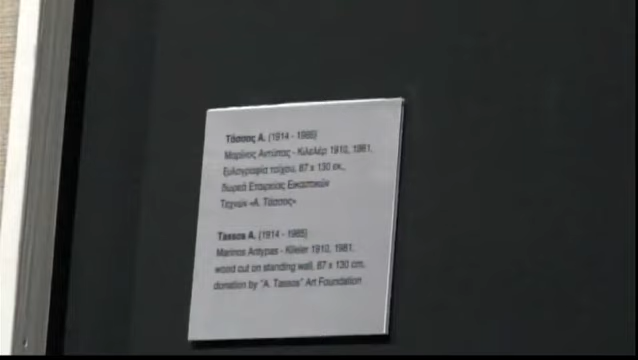 Τάσσος Α. (1914 - 1985)
Μαρίνος Αντύπας - Κιλελέρ 1910, 1981,
ξυλογραφία τοίχου, 87 x 130 εκ.,
δωρεά Εταιρείας Εικαστικών
Τεχνών «Α. Τάσσος»
Tassos A. (1914 - 1985)
Marinos Antypas - Kileler 1910, 1981,
wood cut on standing wall, 87 x 130 cm,
donation by "A. Tassos" Art Foundation